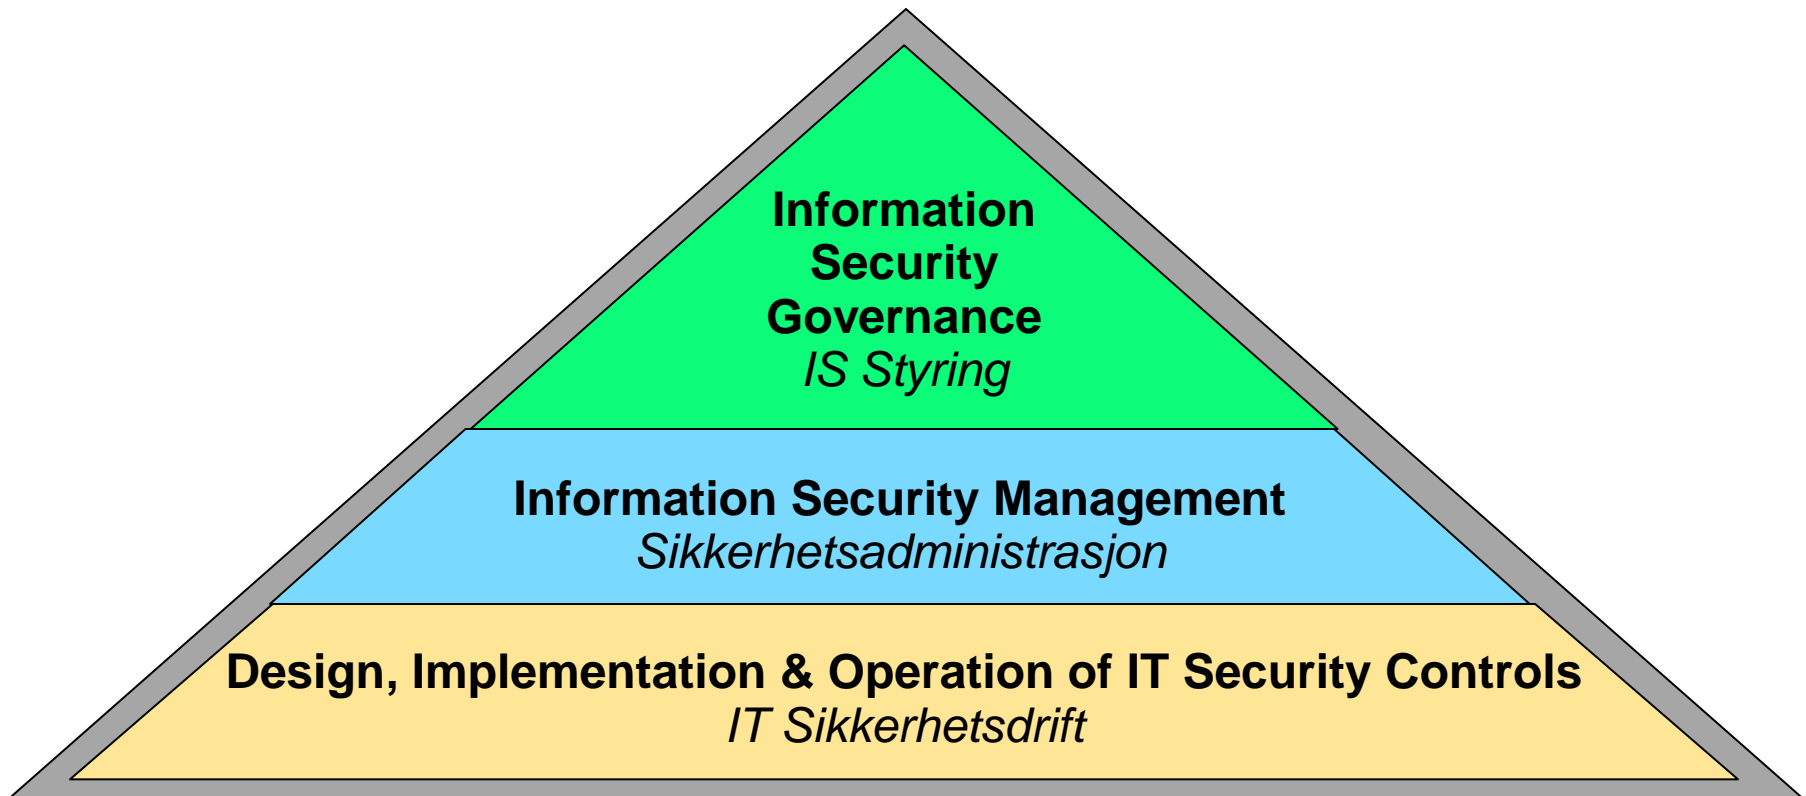 Information
Security
Governance
IS Styring
Information Security Management
Sikkerhetsadministrasjon
Design, Implementation & Operation of IT Security Controls
IT Sikkerhetsdrift